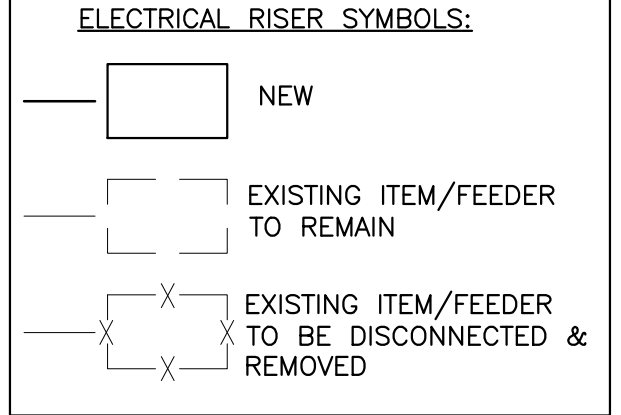 ELECTRICAL RISER SYMBOLS:
NEW
EXISTING ITEM/FEEDER
TO REMAIN
EXISTING ITEM/FEEDER
TO BE DISCONNECTED &
REMOVED